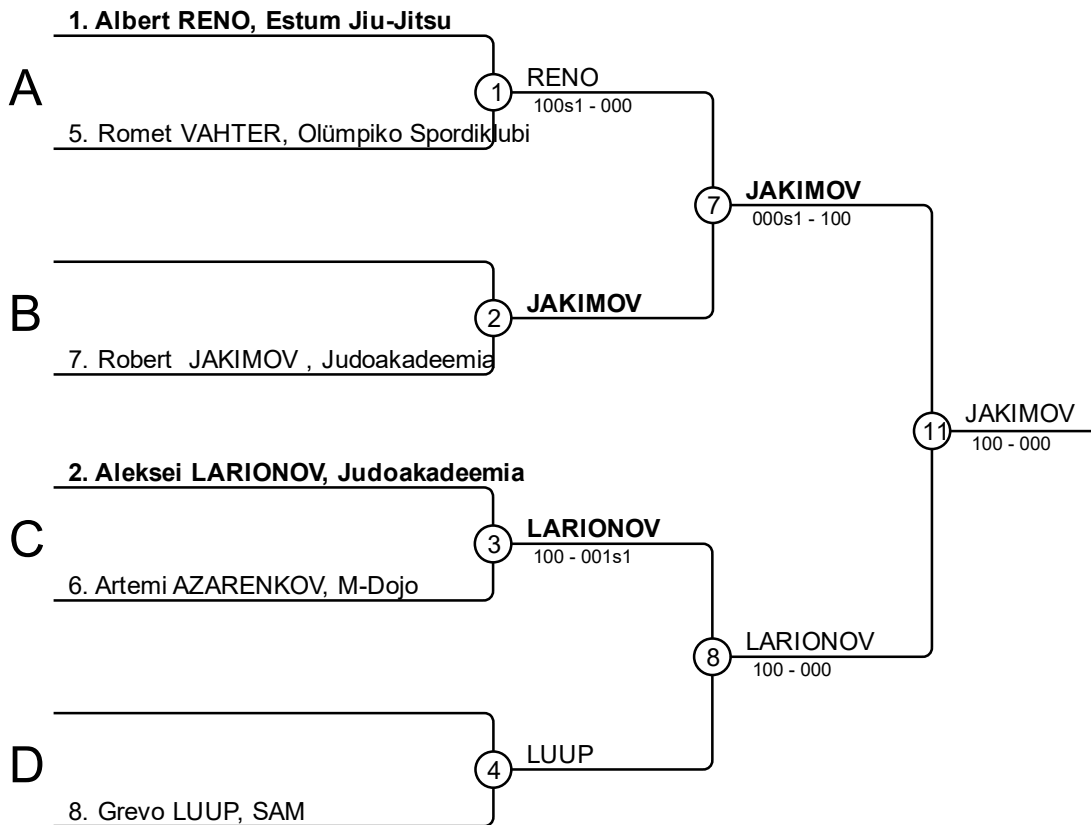 1. Albert RENO, Estum Jiu-Jitsu
A
1
RENO
100s1 - 000
5. Romet VAHTER, Olümpiko Spordiklubi
7
JAKIMOV
000s1 - 100
B
2
JAKIMOV
7. Robert  JAKIMOV , Judoakadeemia
11
JAKIMOV
100 - 000
2. Aleksei LARIONOV, Judoakadeemia
C
3
LARIONOV
100 - 001s1
6. Artemi AZARENKOV, M-Dojo
8
LARIONOV
100 - 000
D
4
LUUP
8. Grevo LUUP, SAM